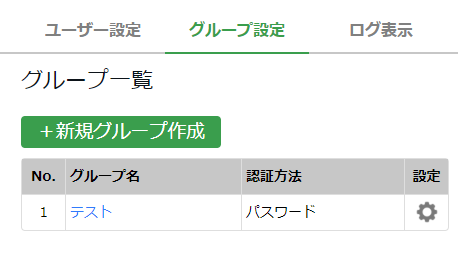 ユーザー設定 グループ設定 ログ表示
グループ一覧
＋新規グループ作成
No. グループ名 認証方法 設定
1 テスト パスワード